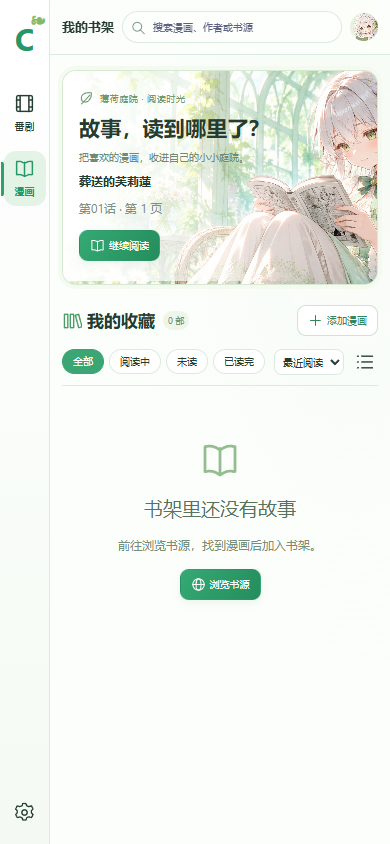 C
我的书架
搜索漫画、作者或书源
番剧
漫画
薄荷庭院 · 阅读时光
故事，读到哪里了？
把喜欢的漫画，收进自己的小小庭院。
葬送的芙莉蓮
第01话 · 第 1 页
继续阅读
我的收藏
0 部
添加漫画
全部
阅读中
未读
已读完
最近阅读
书架里还没有故事
前往浏览书源，找到漫画后加入书架。
浏览书源